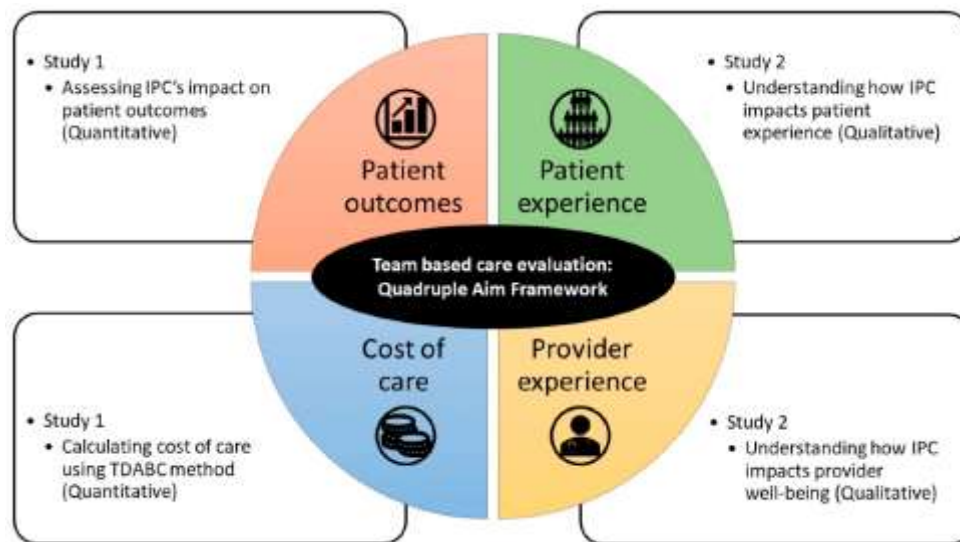 • Study 1
• Assessing IPC's impact on
patient outcomes
(Quantitative)
Patient
outcomes
Patient
experience
• Study 2
• Understanding how IPC
impacts patient
experience (Qualitative)
Team based care evaluation:
Quadruple Aim Framework
• Study 1
• Calculating cost of care
using TDABC method
(Quantitative)
Cost of
care
Provider
experience
• Study 2
• Understanding how IPC
impacts provider
well-being (Qualitative)